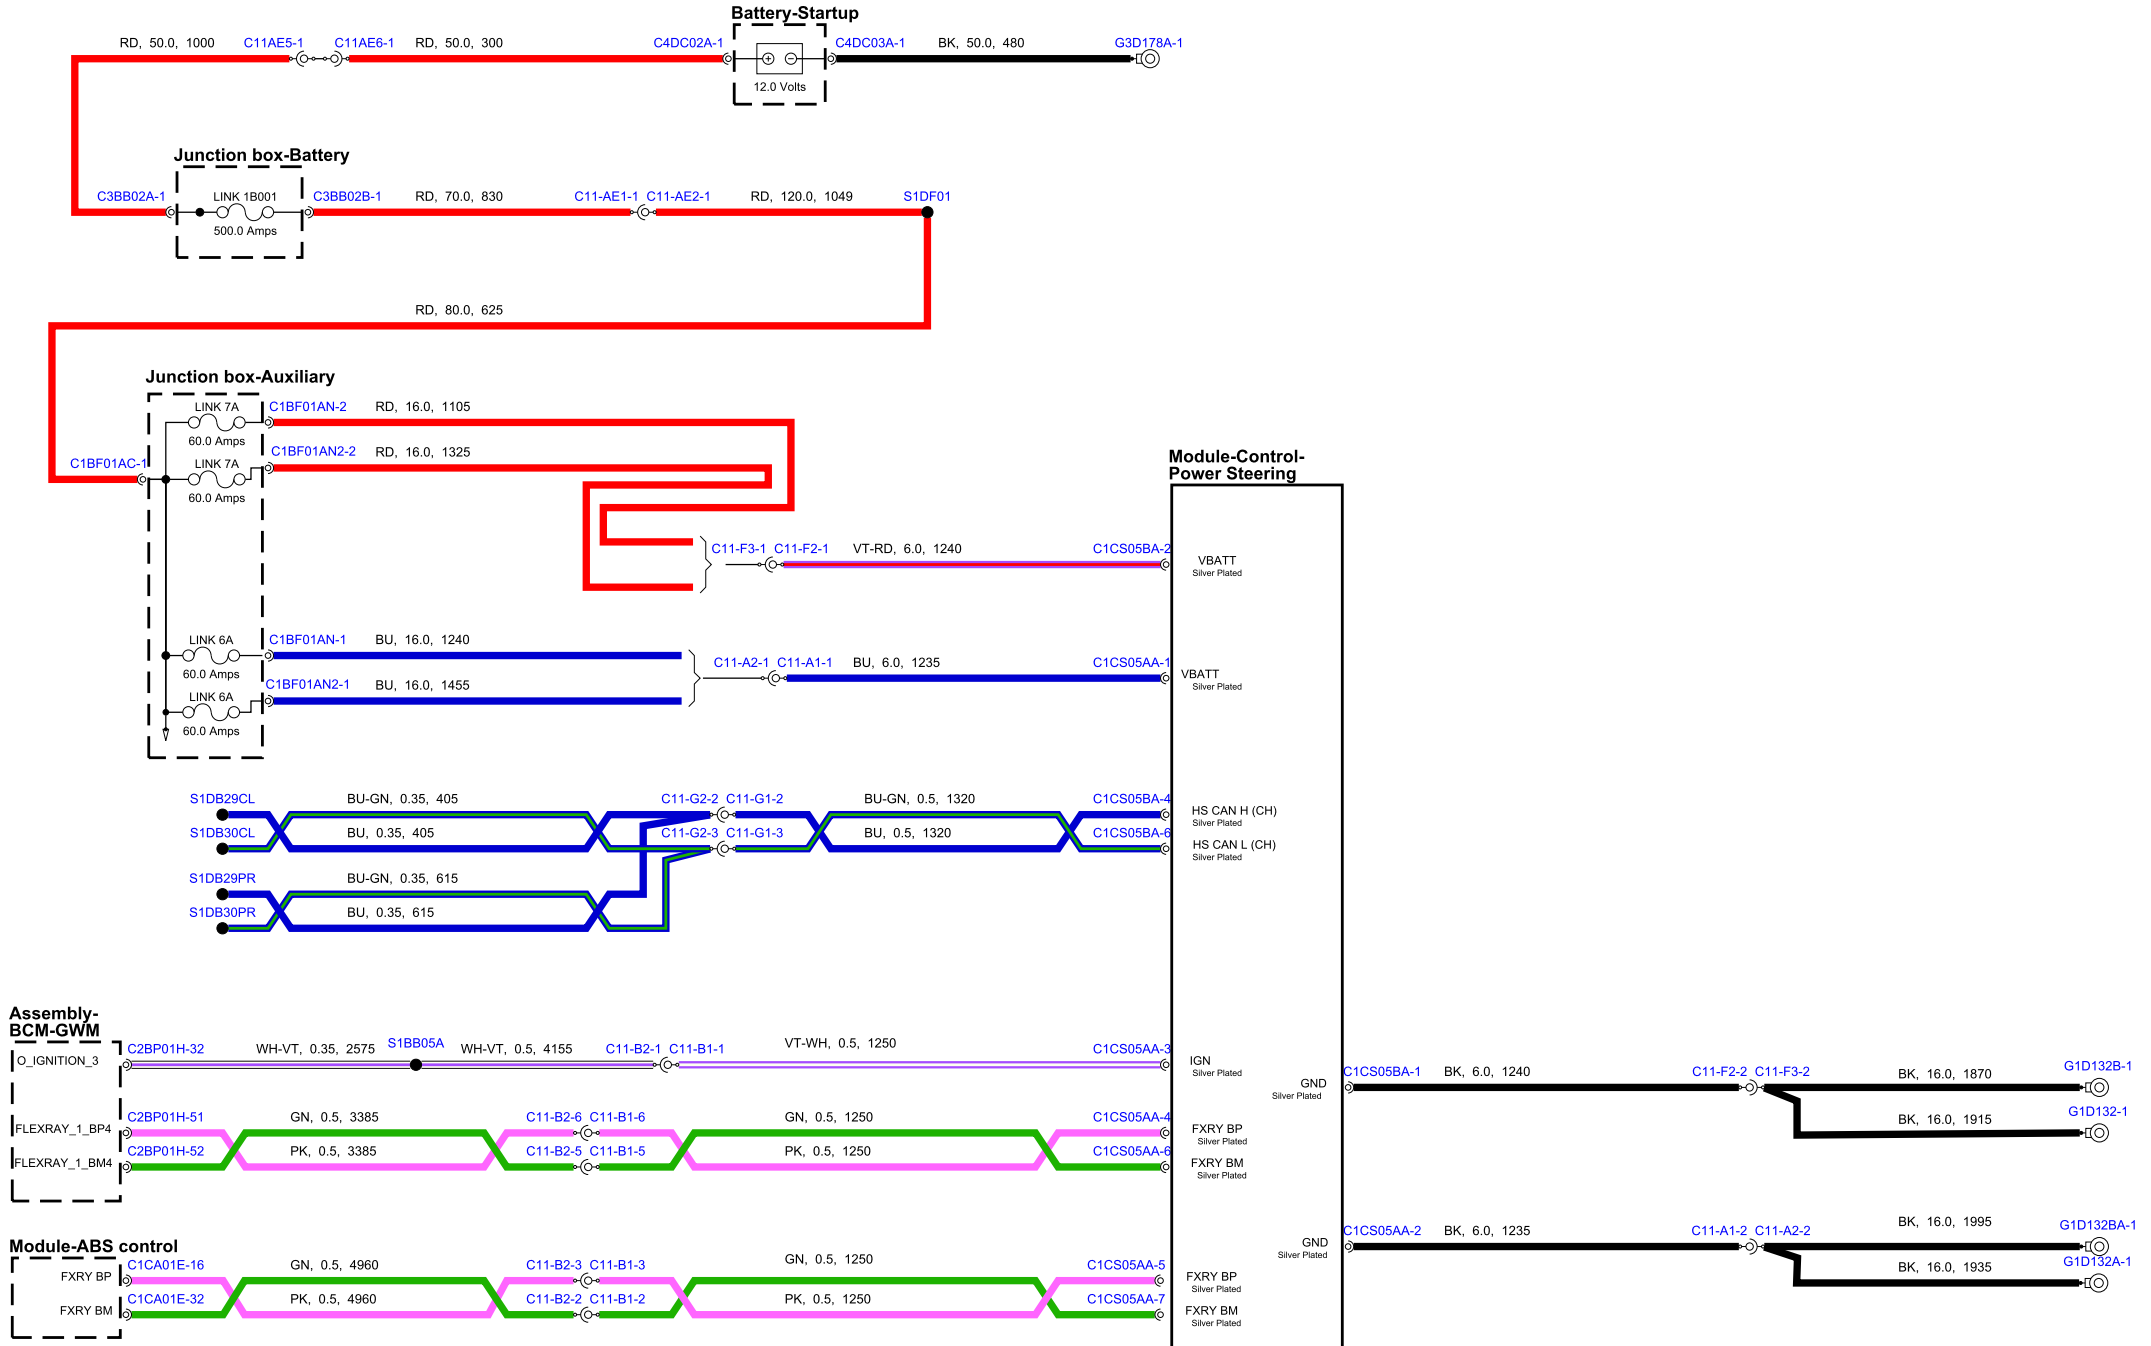 Battery-Startup
RD, 50.0, 1000
C11AE5-1
C11AE6-1
RD, 50.0, 300
C4DC02A-1
C4DC03A-1
BK, 50.0, 480
G3D178A-1
12.0 Volts
Junction box-Battery
C3BB02A-1
LINK 1B001
C3BB02B-1
RD, 70.0, 830
C11-AE1-1
C11-AE2-1
RD, 120.0, 1049
S1DF01
500.0 Amps
RD, 80.0, 625
Junction box-Auxiliary
LINK 7A
C1BF01AN-2
RD, 16.0, 1105
60.0 Amps
C1BF01AN2-2
RD, 16.0, 1325
C1BF01AC-1
LINK 7A
60.0 Amps
Module-Control-
Power Steering
C11-F3-1
C11-F2-1
VT-RD, 6.0, 1240
C1CS05BA-2
VBATT
Silver Plated
LINK 6A
C1BF01AN-1
BU, 16.0, 1240
60.0 Amps
C11-A2-1
C11-A1-1
BU, 6.0, 1235
C1CS05AA-1
VBATT
Silver Plated
C1BF01AN2-1
BU, 16.0, 1455
LINK 6A
60.0 Amps
S1DB29CL
BU-GN, 0.35, 405
C11-G2-2
C11-G1-2
BU-GN, 0.5, 1320
C1CS05BA-4
HS CAN H (CH)
Silver Plated
S1DB30CL
BU, 0.35, 405
C11-G2-3
C11-G1-3
BU, 0.5, 1320
C1CS05BA-6
HS CAN L (CH)
Silver Plated
S1DB29PR
BU-GN, 0.35, 615
S1DB30PR
BU, 0.35, 615
Assembly-
BCM-GWM
O_IGNITION_3
C2BP01H-32
WH-VT, 0.35, 2575
S1BB05A
WH-VT, 0.5, 4155
C11-B2-1
C11-B1-1
VT-WH, 0.5, 1250
C1CS05AA-3
IGN
Silver Plated
GND
Silver Plated
C1CS05BA-1
BK, 6.0, 1240
C11-F2-2
C11-F3-2
BK, 16.0, 1870
G1D132B-1
BK, 16.0, 1915
G1D132-1
FLEXRAY_1_BP4
C2BP01H-51
GN, 0.5, 3385
C11-B2-6
C11-B1-6
GN, 0.5, 1250
C1CS05AA-4
FXRY BP
Silver Plated
FLEXRAY_1_BM4
C2BP01H-52
PK, 0.5, 3385
C11-B2-5
C11-B1-5
PK, 0.5, 1250
C1CS05AA-6
FXRY BM
Silver Plated
GND
Silver Plated
C1CS05AA-2
BK, 6.0, 1235
C11-A1-2
C11-A2-2
BK, 16.0, 1995
G1D132BA-1
BK, 16.0, 1935
G1D132A-1
Module-ABS control
FXRY BP
C1CA01E-16
GN, 0.5, 4960
C11-B2-3
C11-B1-3
GN, 0.5, 1250
C1CS05AA-5
FXRY BP
Silver Plated
FXRY BM
C1CA01E-32
PK, 0.5, 4960
C11-B2-2
C11-B1-2
PK, 0.5, 1250
C1CS05AA-7
FXRY BM
Silver Plated